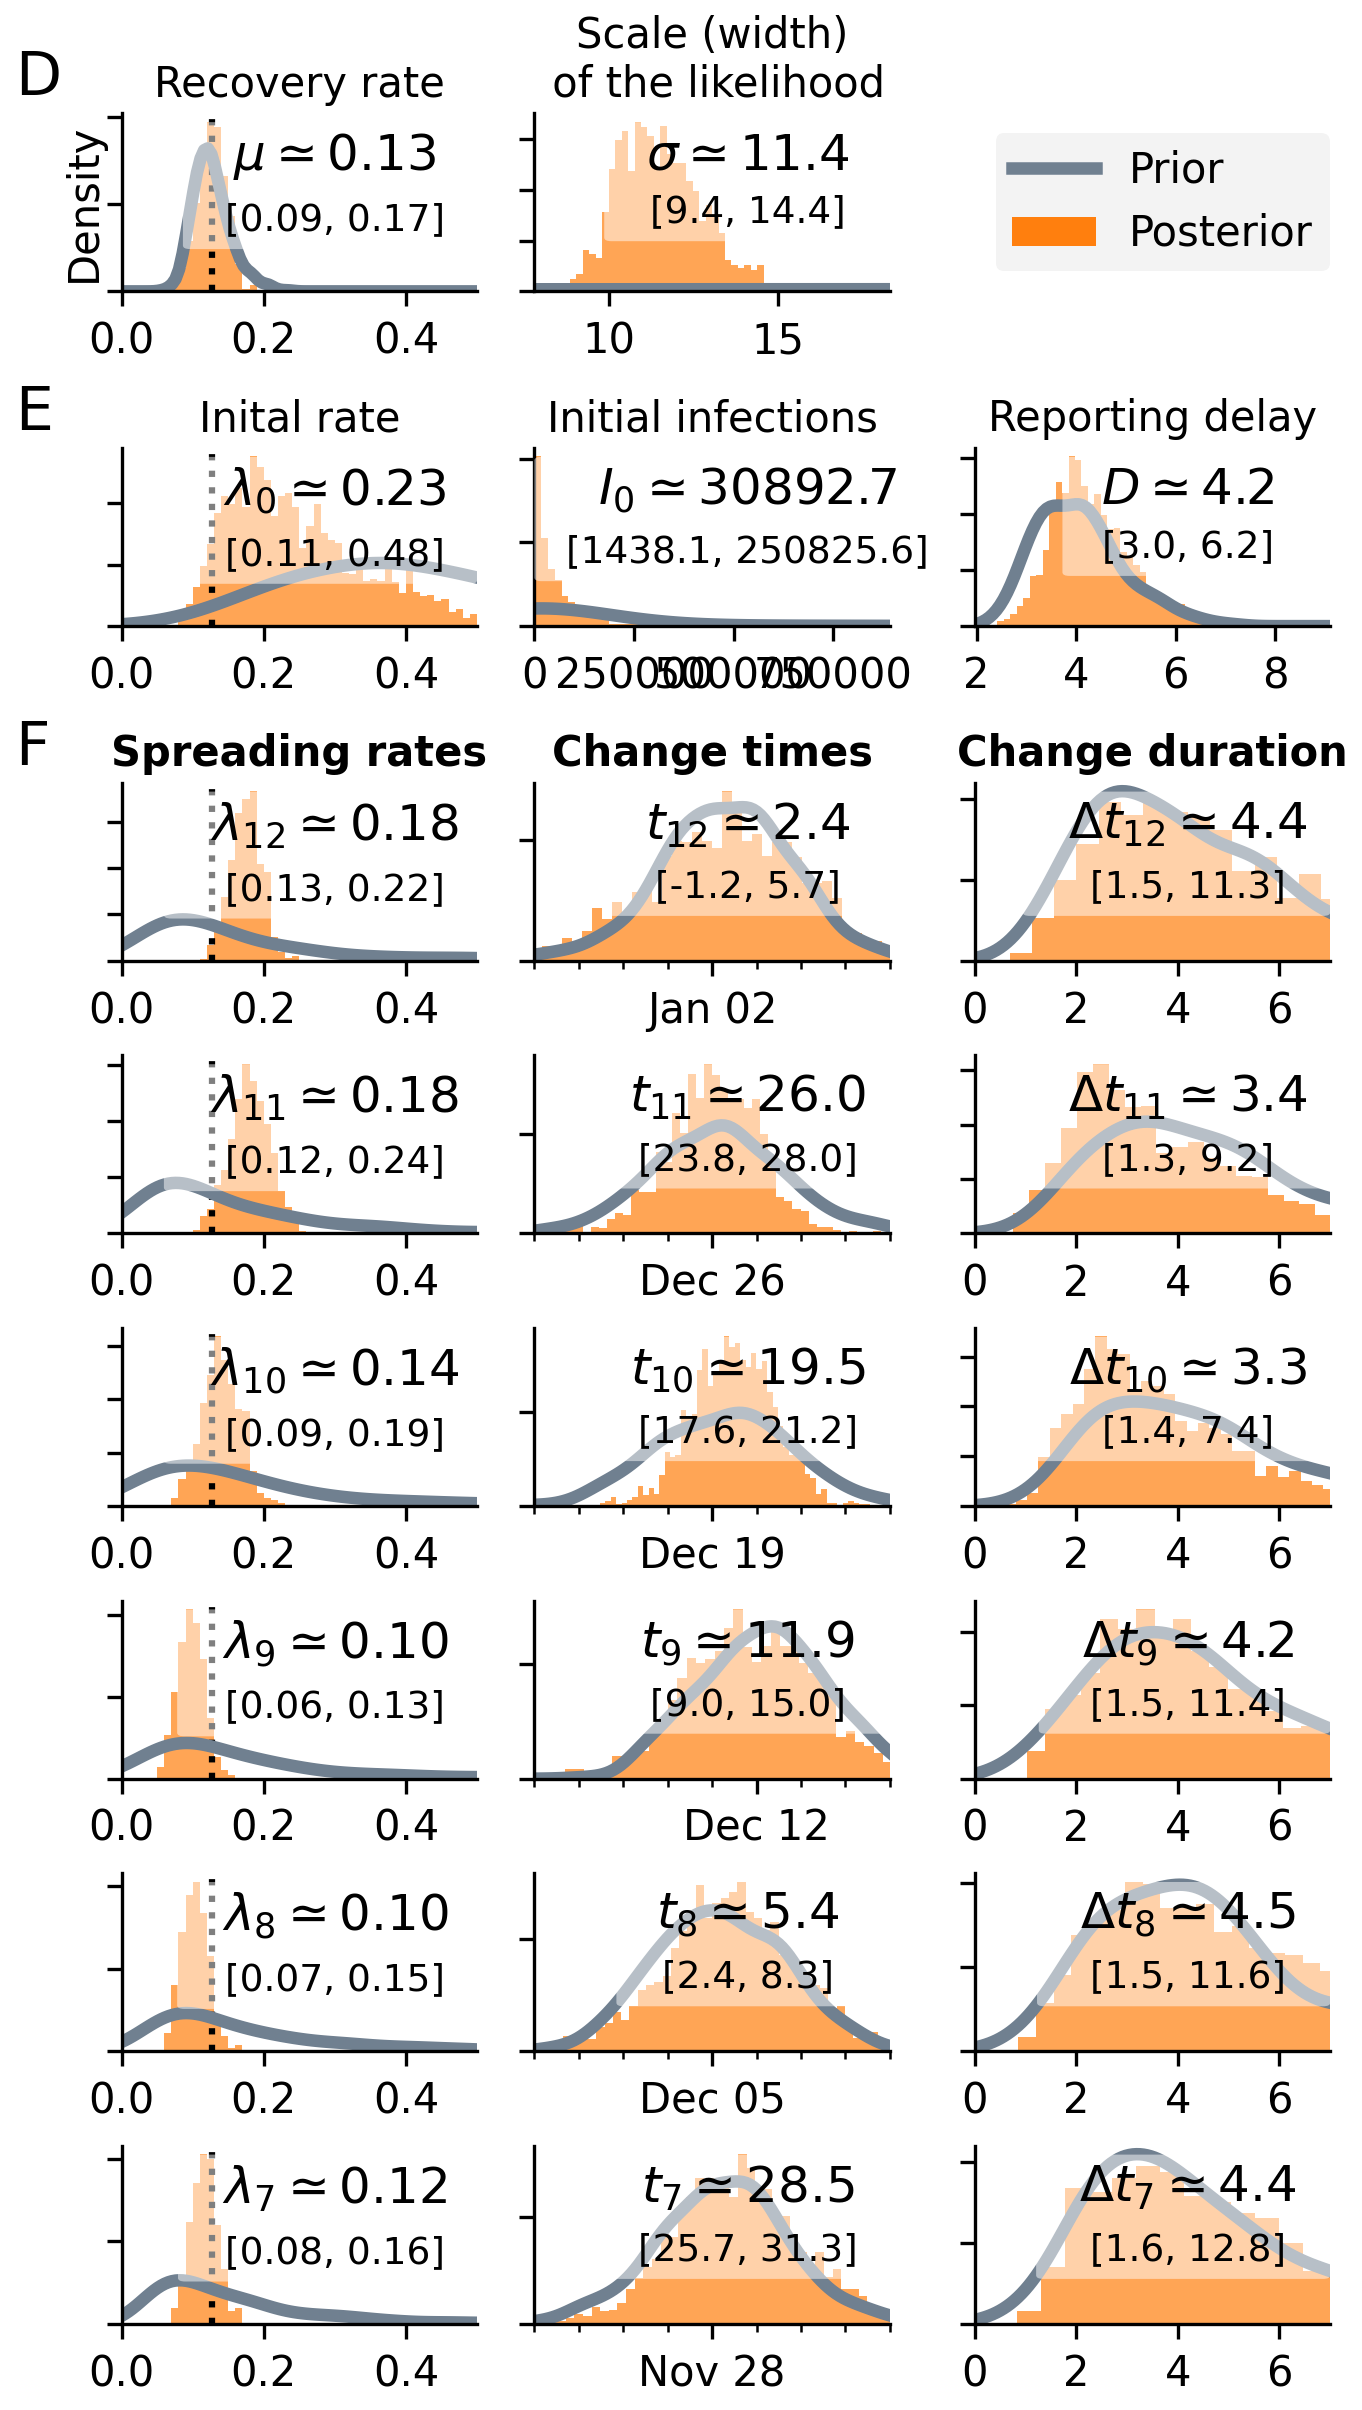 D
Recovery rate
Scale (width)
of the likelihood
Density
μ ≃ 0.13
[0.09, 0.17]
σ ≃ 11.4
[9.4, 14.4]
Prior
Posterior
0.0 0.2 0.4
10 15
E
Inital rate
Initial infections
Reporting delay
λ0 ≃ 0.23
[0.11, 0.48]
I0 ≃ 30892.7
[1438.1, 250825.6]
D ≃ 4.2
[3.0, 6.2]
0.0 0.2 0.4
0 250000 500000 750000
2 4 6 8
F
Spreading rates
Change times
Change duration
λ12 ≃ 0.18
[0.13, 0.22]
t12 ≃ 2.4
[-1.2, 5.7]
Δt12 ≃ 4.4
[1.5, 11.3]
0.0 0.2 0.4
Jan 02
0 2 4 6
λ11 ≃ 0.18
[0.12, 0.24]
t11 ≃ 26.0
[23.8, 28.0]
Δt11 ≃ 3.4
[1.3, 9.2]
0.0 0.2 0.4
Dec 26
0 2 4 6
λ10 ≃ 0.14
[0.09, 0.19]
t10 ≃ 19.5
[17.6, 21.2]
Δt10 ≃ 3.3
[1.4, 7.4]
0.0 0.2 0.4
Dec 19
0 2 4 6
λ9 ≃ 0.10
[0.06, 0.13]
t9 ≃ 11.9
[9.0, 15.0]
Δt9 ≃ 4.2
[1.5, 11.4]
0.0 0.2 0.4
Dec 12
0 2 4 6
λ8 ≃ 0.10
[0.07, 0.15]
t8 ≃ 5.4
[2.4, 8.3]
Δt8 ≃ 4.5
[1.5, 11.6]
0.0 0.2 0.4
Dec 05
0 2 4 6
λ7 ≃ 0.12
[0.08, 0.16]
t7 ≃ 28.5
[25.7, 31.3]
Δt7 ≃ 4.4
[1.6, 12.8]
0.0 0.2 0.4
Nov 28
0 2 4 6